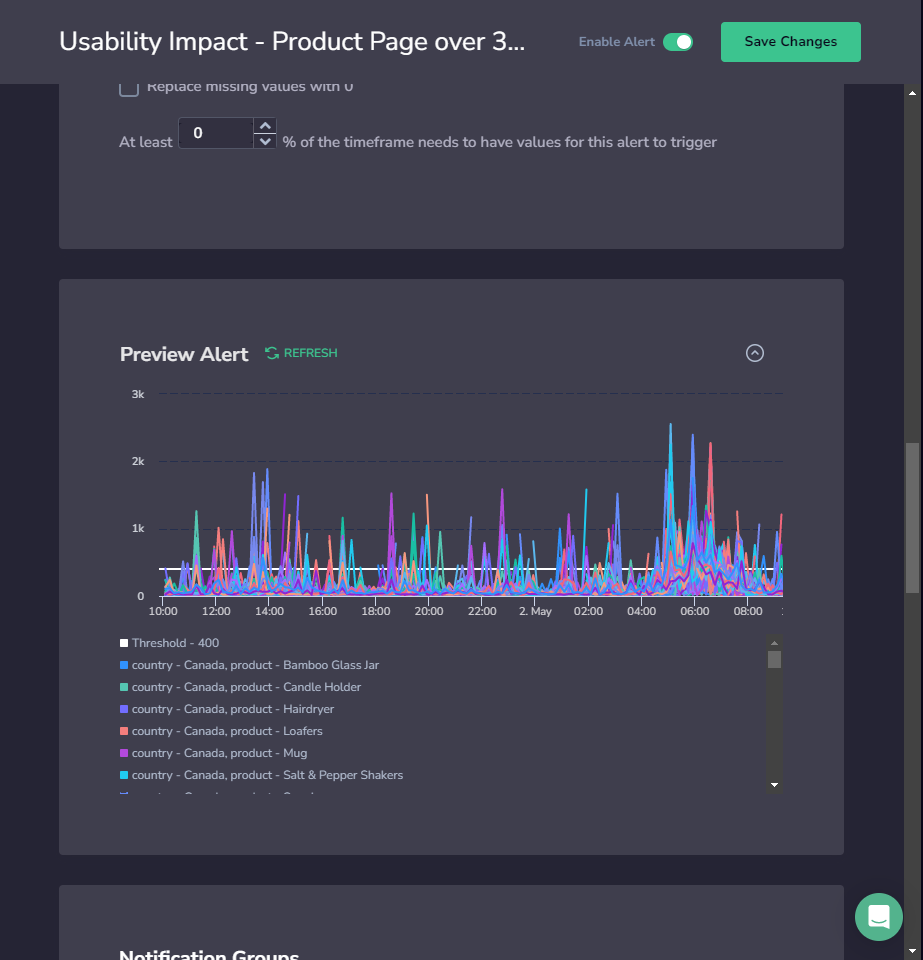 Usability Impact - Product Page over 3...
Enable Alert
Save Changes
Replace missing values with 0
At least 0 % of the timeframe needs to have values for this alert to trigger
Preview Alert
REFRESH
3k
2k
1k
0
10:00 12:00 14:00 16:00 18:00 20:00 22:00 2. May 02:00 04:00 06:00 08:00
Threshold - 400
country - Canada, product - Bamboo Glass Jar
country - Canada, product - Candle Holder
country - Canada, product - Hairdryer
country - Canada, product - Loafers
country - Canada, product - Mug
country - Canada, product - Salt & Pepper Shakers
Notification Groups